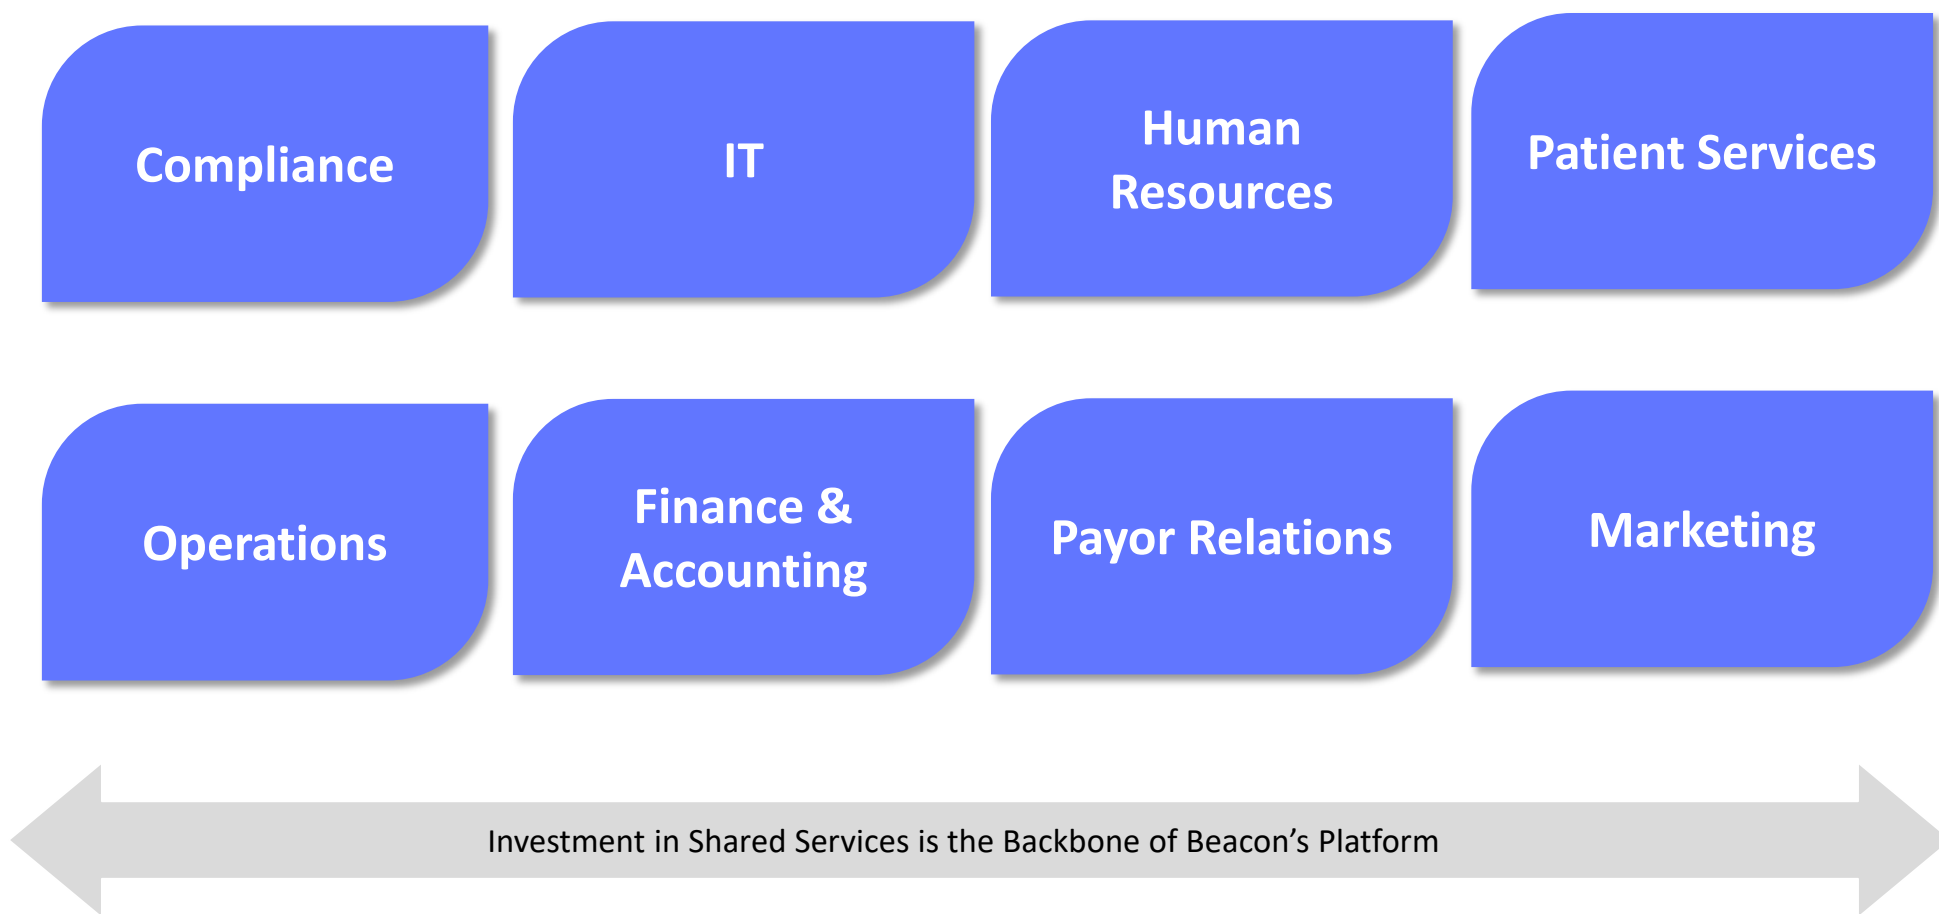 Compliance
IT
Human
Resources
Patient Services
Operations
Finance &
Accounting
Payor Relations
Marketing
Investment in Shared Services is the Backbone of Beacon’s Platform